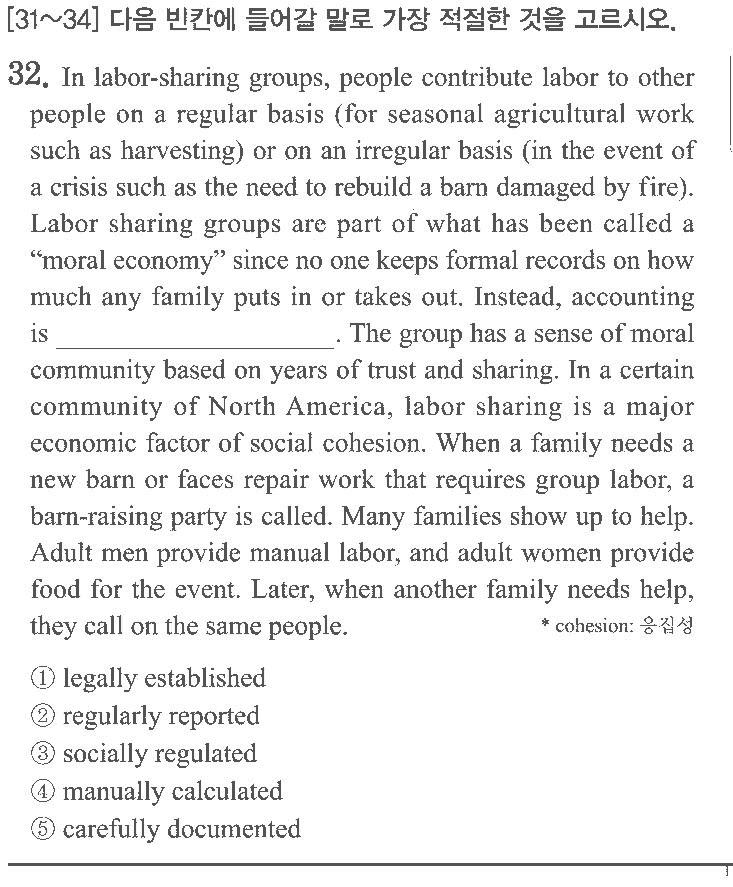 [31～34] 다음 빈칸에 들어갈 말로 가장 적절한 것을 고르시오.
32. In labor-sharing groups, people contribute labor to other
people on a regular basis (for seasonal agricultural work
such as harvesting) or on an irregular basis (in the event of
a crisis such as the need to rebuild a barn damaged by fire).
Labor sharing groups are part of what has been called a
“moral economy” since no one keeps formal records on how
much any family puts in or takes out. Instead, accounting
is ____________________. The group has a sense of moral
community based on years of trust and sharing. In a certain
community of North America, labor sharing is a major
economic factor of social cohesion. When a family needs a
new barn or faces repair work that requires group labor, a
barn-raising party is called. Many families show up to help.
Adult men provide manual labor, and adult women provide
food for the event. Later, when another family needs help,
they call on the same people. * cohesion: 응집성
① legally established
② regularly reported
③ socially regulated
④ manually calculated
⑤ carefully documented